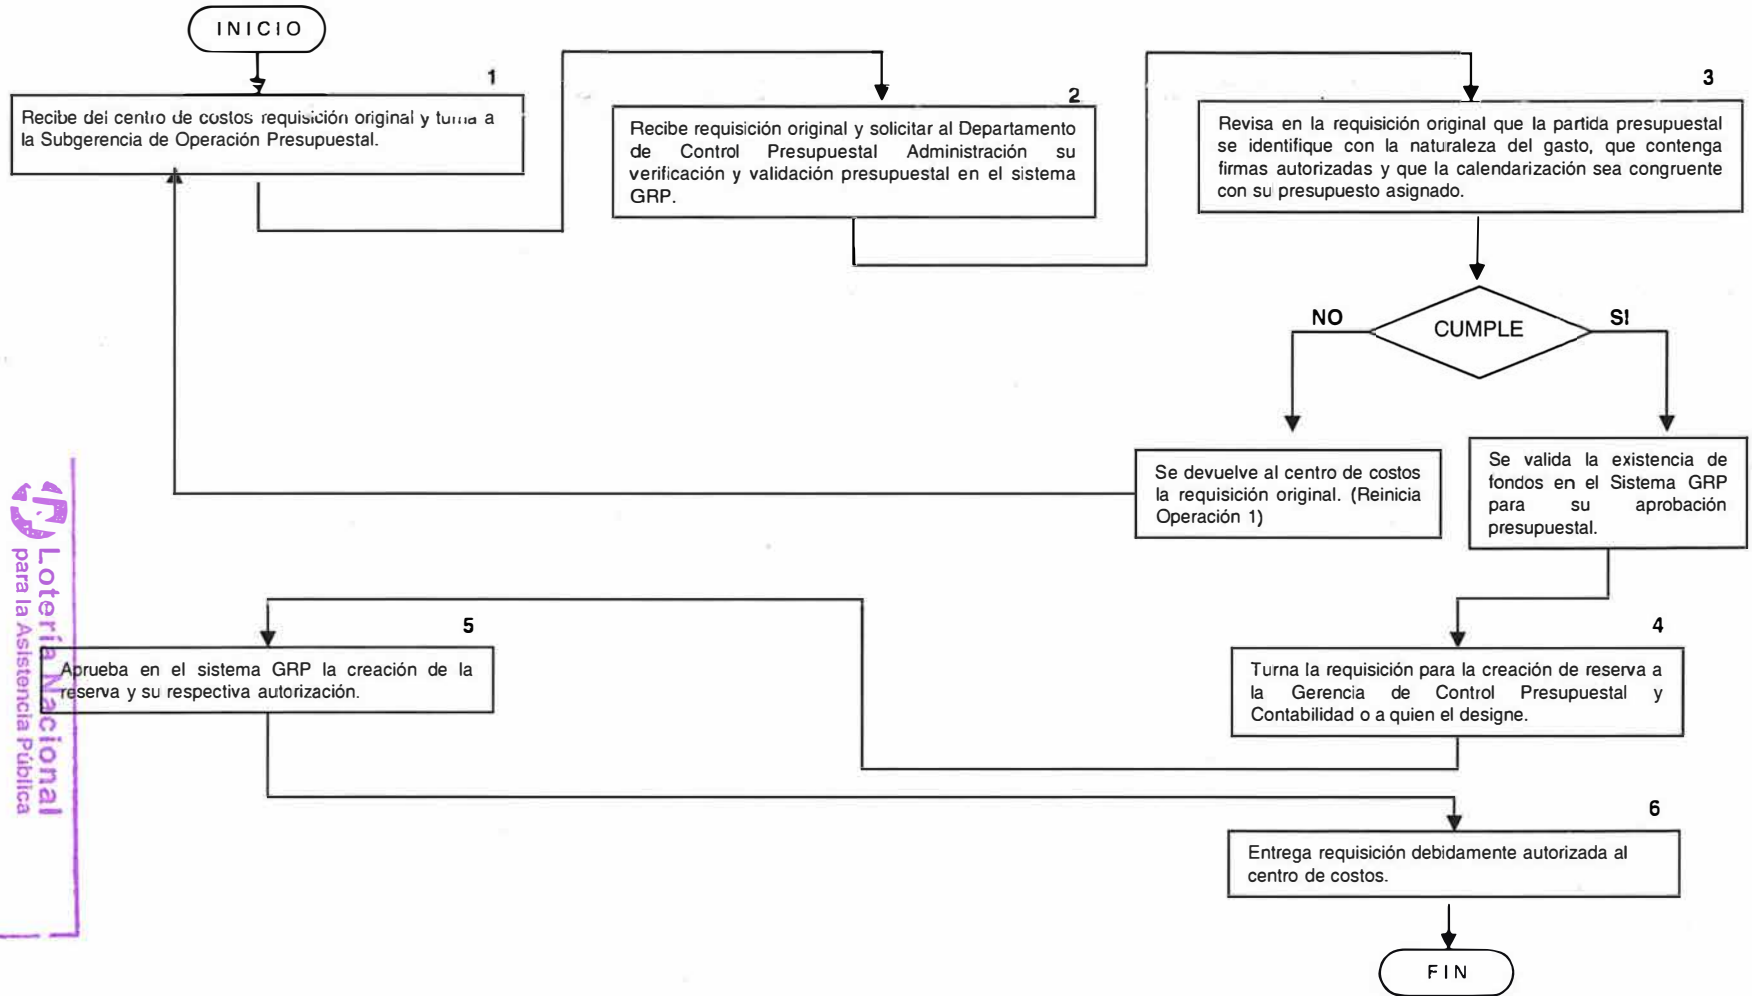 INICIO
1
Recibe del centro de costos requisición original y turna a
la Subgerencia de Operación Presupuestal.
2
Recibe requisición original y solicitar al Departamento
de Control Presupuestal Administración su
verificación y validación presupuestal en el sistema
GRP.
3
Revisa en la requisición original que la partida presupuestal
se identifique con la naturaleza del gasto, que contenga
firmas autorizadas y que la calendarización sea congruente
con su presupuesto asignado.
NO
CUMPLE
SI
Se devuelve al centro de costos
la requisición original. (Reinicia
Operación 1)
Se valida la existencia de
fondos en el Sistema GRP
para su aprobación
presupuestal.
4
Turna la requisición para la creación de reserva a
la Gerencia de Control Presupuestal y
Contabilidad o a quien el designe.
5
Aprueba en el sistema GRP la creación de la
reserva y su respectiva autorización.
6
Entrega requisición debidamente autorizada al
centro de costos.
FIN
Lotería Nacional
para la Asistencia Pública